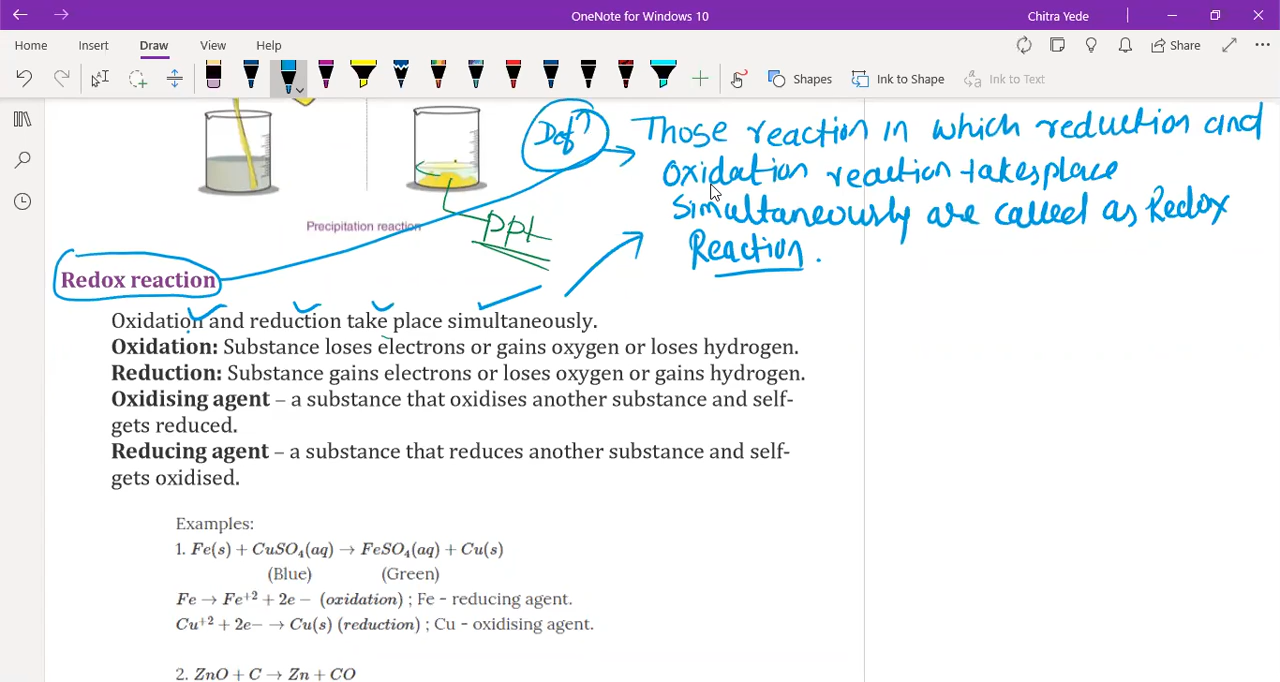 OneNote for Windows 10
Chitra Yede
Home Insert Draw View Help
Share
Shapes Ink to Shape Ink to Text
Defⁿ
Those reaction in which reduction and
Oxidation reaction takesplace
simultaneously are called as Redox
Reaction.
Precipitation reaction
ppt
Redox reaction
Oxidation and reduction take place simultaneously.
Oxidation: Substance loses electrons or gains oxygen or loses hydrogen.
Reduction: Substance gains electrons or loses oxygen or gains hydrogen.
Oxidising agent – a substance that oxidises another substance and self-
gets reduced.
Reducing agent – a substance that reduces another substance and self-
gets oxidised.
Examples:
1. Fe(s) + CuSO₄(aq) → FeSO₄(aq) + Cu(s)
(Blue) (Green)
Fe → Fe⁺² + 2e − (oxidation) ; Fe - reducing agent.
Cu⁺² + 2e− → Cu(s) (reduction) ; Cu - oxidising agent.
2. ZnO + C → Zn + CO